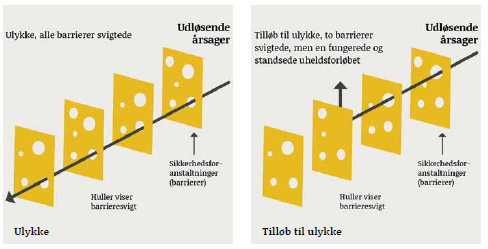 Ulykke, alle barrierer svigtede
Udløsende
årsager
Sikkerhedsfor-
anstaltninger
(barrierer)
Huller viser
barrieresvigt
Ulykke
Tilløb til ulykke, to barrierer
svigtede, men en fungerede og
standsede uheldsforløbet
Udløsende
årsager
Sikkerhedsfor-
anstaltninger
(barrierer)
Huller viser
barrieresvigt
Tilløb til ulykke